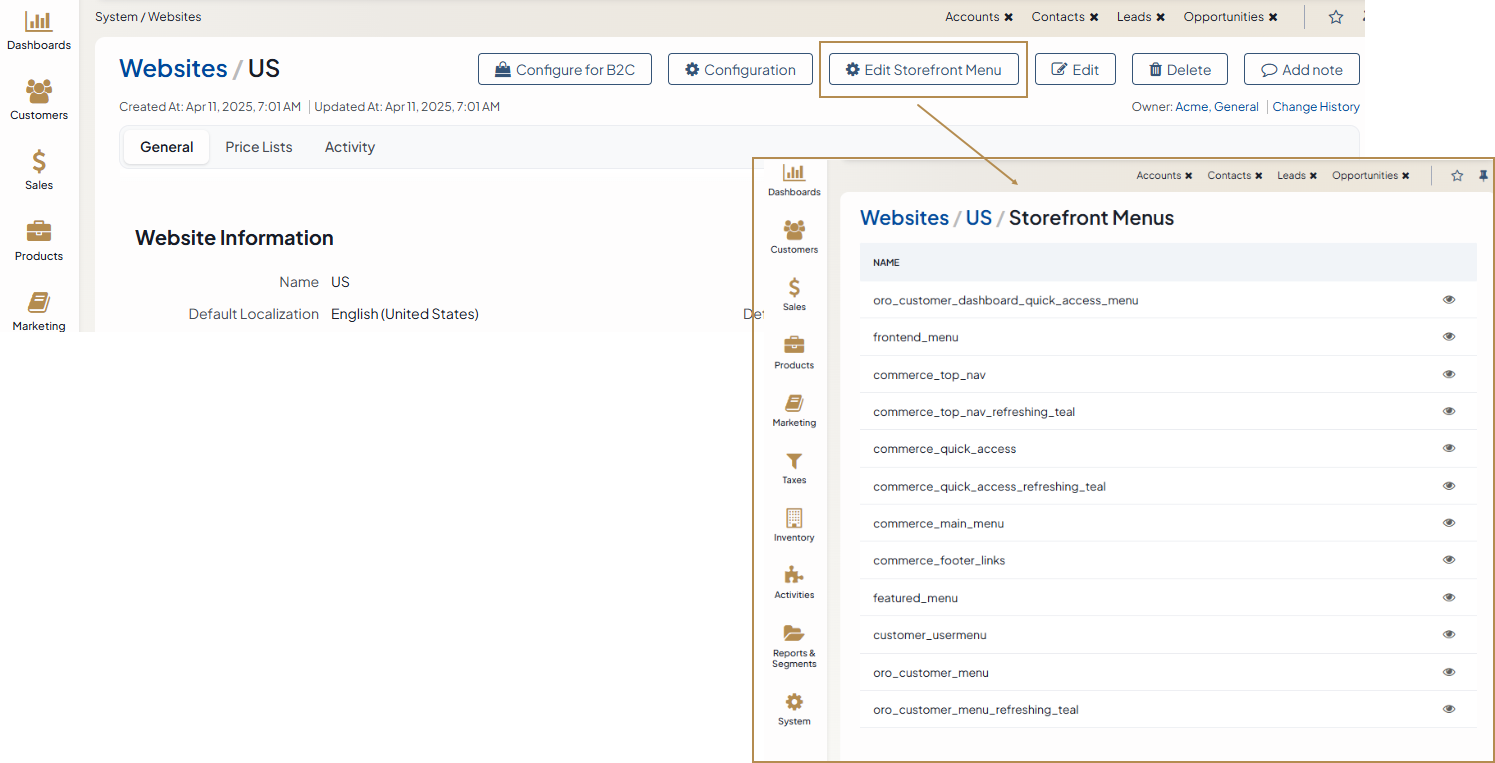 System / Websites
Accounts ✖ Contacts ✖ Leads ✖ Opportunities ✖
Dashboards
Customers
Sales
Products
Marketing
Websites / US
Configure for B2C
Configuration
Edit Storefront Menu
Edit
Delete
Add note
Created At: Apr 11, 2025, 7:01 AM | Updated At: Apr 11, 2025, 7:01 AM
Owner: Acme, General | Change History
General Price Lists Activity
Website Information
Name US
Default Localization English (United States)
Accounts ✖ Contacts ✖ Leads ✖ Opportunities ✖
Dashboards
Customers
Sales
Products
Marketing
Taxes
Inventory
Activities
Reports &
Segments
System
Websites / US / Storefront Menus
NAME
oro_customer_dashboard_quick_access_menu
frontend_menu
commerce_top_nav
commerce_top_nav_refreshing_teal
commerce_quick_access
commerce_quick_access_refreshing_teal
commerce_main_menu
commerce_footer_links
featured_menu
customer_usermenu
oro_customer_menu
oro_customer_menu_refreshing_teal